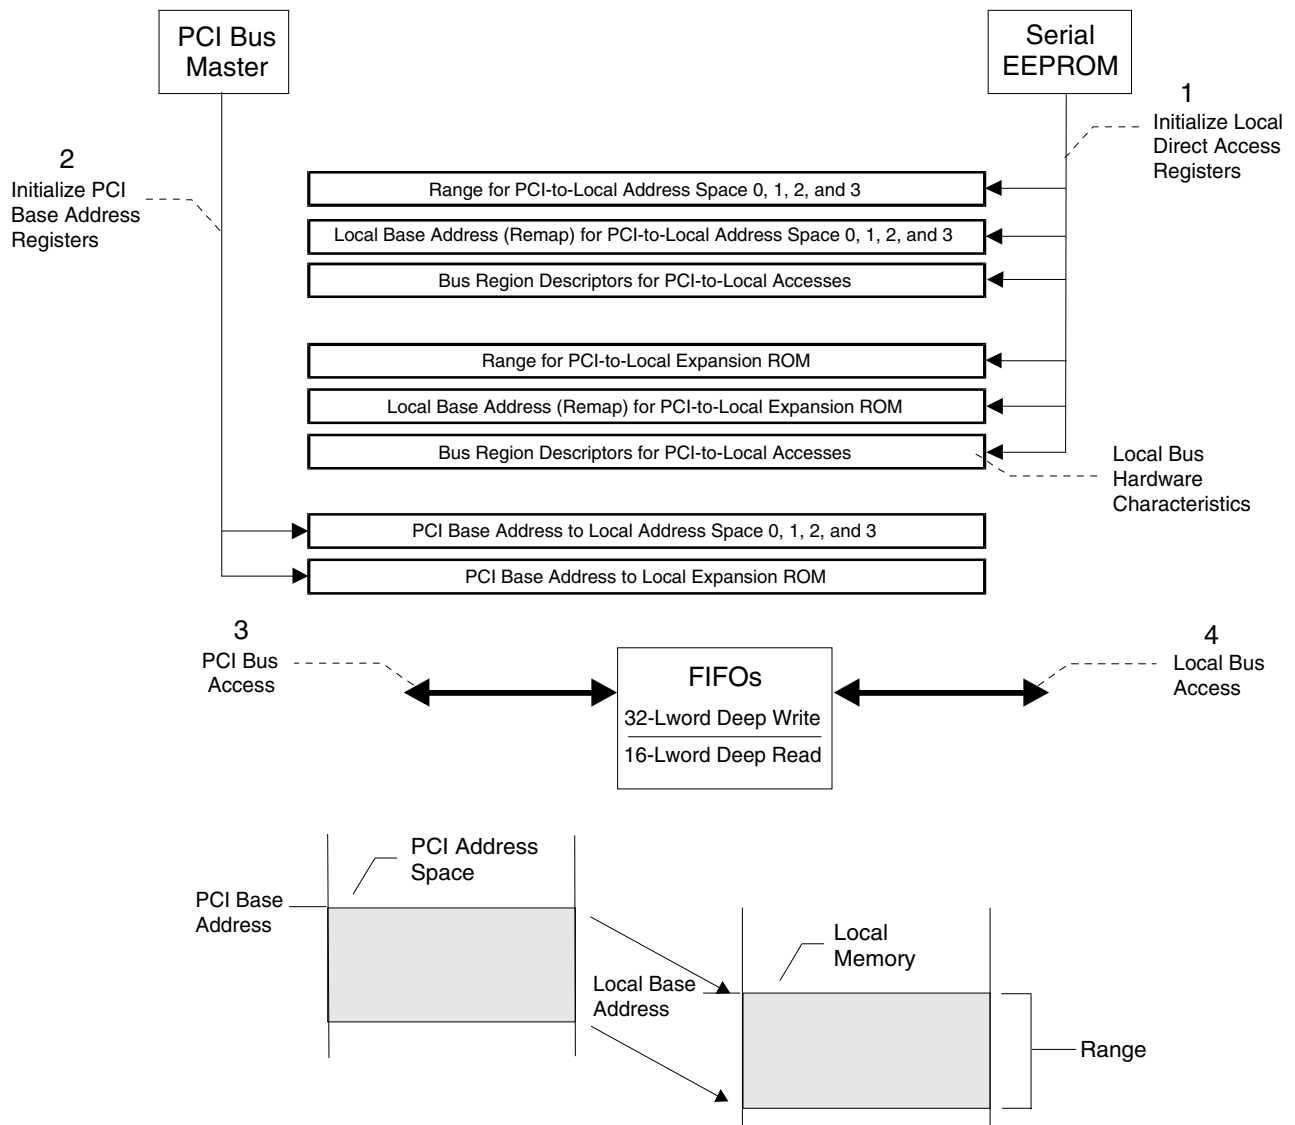 PCI Bus
Master
Serial
EEPROM
1
Initialize Local
Direct Access
Registers
2
Initialize PCI
Base Address
Registers
Range for PCI-to-Local Address Space 0, 1, 2, and 3
Local Base Address (Remap) for PCI-to-Local Address Space 0, 1, 2, and 3
Bus Region Descriptors for PCI-to-Local Accesses
Range for PCI-to-Local Expansion ROM
Local Base Address (Remap) for PCI-to-Local Expansion ROM
Bus Region Descriptors for PCI-to-Local Accesses
Local Bus
Hardware
Characteristics
PCI Base Address to Local Address Space 0, 1, 2, and 3
PCI Base Address to Local Expansion ROM
3
PCI Bus
Access
FIFOs
32-Lword Deep Write
16-Lword Deep Read
4
Local Bus
Access
PCI Address
Space
PCI Base
Address
Local
Memory
Local Base
Address
Range